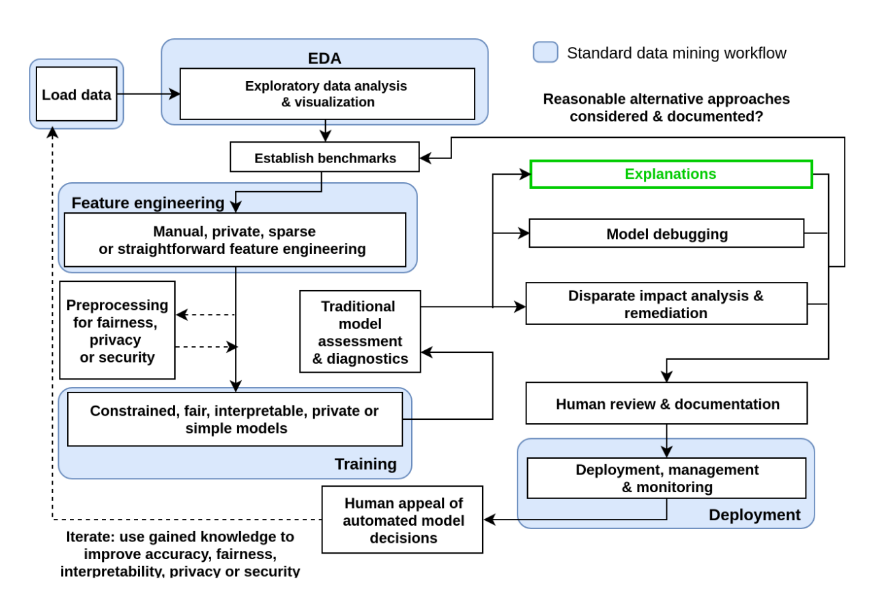 Standard data mining workflow
EDA
Exploratory data analysis
& visualization
Load data
Reasonable alternative approaches
considered & documented?
Establish benchmarks
Explanations
Feature engineering
Manual, private, sparse
or straightforward feature engineering
Model debugging
Preprocessing
for fairness,
privacy
or security
Traditional
model
assessment
& diagnostics
Disparate impact analysis &
remediation
Constrained, fair, interpretable, private or
simple models
Training
Human review & documentation
Deployment, management
& monitoring
Deployment
Human appeal of
automated model
decisions
Iterate: use gained knowledge to
improve accuracy, fairness,
interpretability, privacy or security